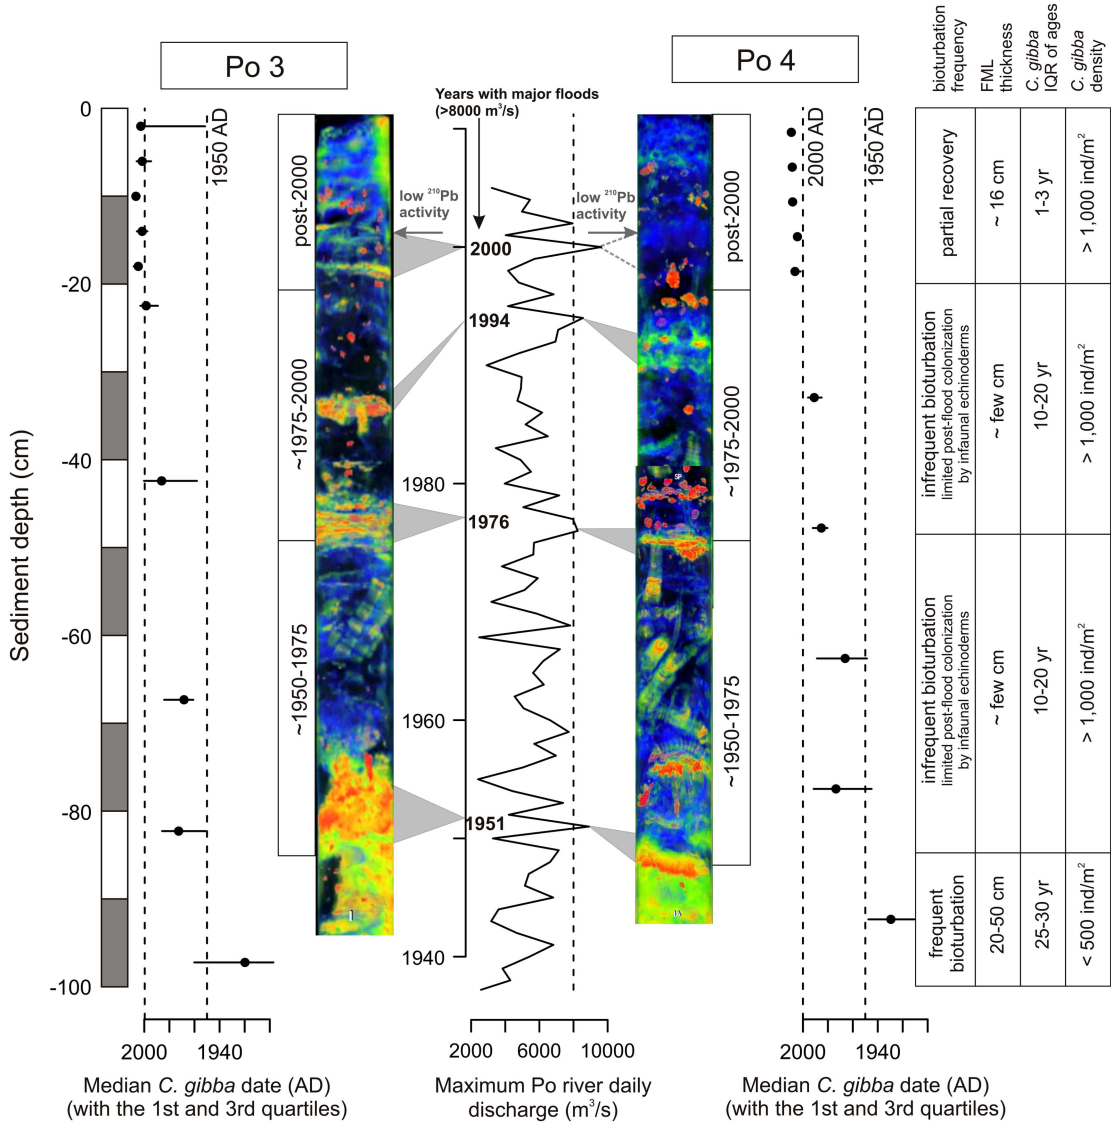 Po 3
Po 4
bioturbation
frequency
FML
thickness
C. gibba
IQR of ages
C. gibba
density
Years with major floods
(>8000 m³/s)
Sediment depth (cm)
0
-20
-40
-60
-80
-100
1950 AD
post-2000
~1975-2000
~1950-1975
1
low ²¹⁰Pb
activity
low ²¹⁰Pb
activity
2000
1994
1980
1976
1960
1951
1940
SP
1A
post-2000
~1975-2000
~1950-1975
2000 AD
1950 AD
partial recovery
~ 16 cm
1-3 yr
> 1,000 ind/m²
infrequent bioturbation
limited post-flood colonization
by infaunal echinoderms
~ few cm
10-20 yr
> 1,000 ind/m²
infrequent bioturbation
limited post-flood colonization
by infaunal echinoderms
~ few cm
10-20 yr
> 1,000 ind/m²
frequent
bioturbation
20-50 cm
25-30 yr
< 500 ind/m²
2000 1940
Median C. gibba date (AD)
(with the 1st and 3rd quartiles)
2000 6000 10000
Maximum Po river daily
discharge (m³/s)
2000 1940
Median C. gibba date (AD)
(with the 1st and 3rd quartiles)